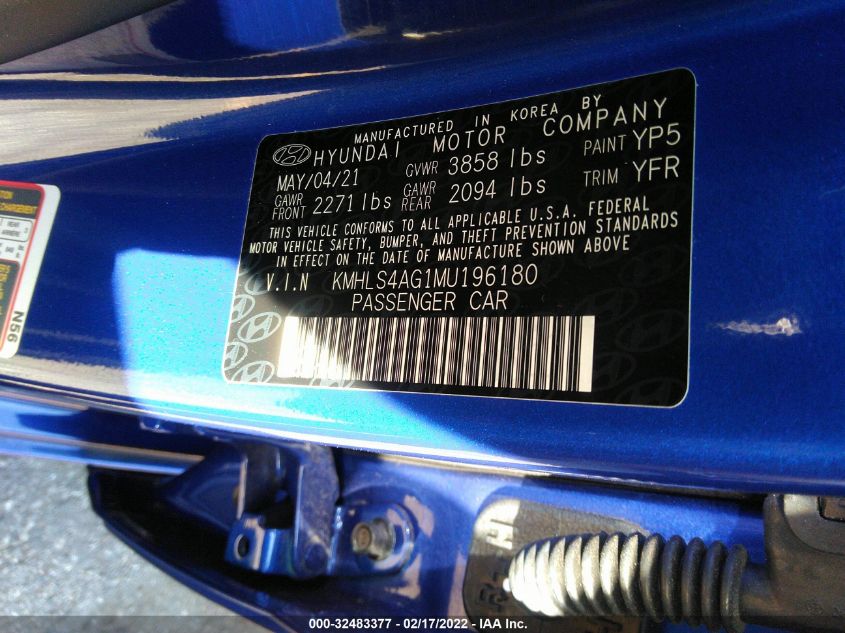 MANUFACTURED IN KOREA BY
HYUNDAI MOTOR COMPANY
MAY/04/21 GVWR 3858 lbs PAINT YP5
GAWR FRONT 2271 lbs GAWR REAR 2094 lbs TRIM YFR
THIS VEHICLE CONFORMS TO ALL APPLICABLE U.S.A. FEDERAL
MOTOR VEHICLE SAFETY, BUMPER, AND THEFT PREVENTION STANDARDS
IN EFFECT ON THE DATE OF MANUFACTURE SHOWN ABOVE
V.I.N KMHLS4AG1MU196180
PASSENGER CAR
N56
000-32483377 - 02/17/2022 - IAA Inc.